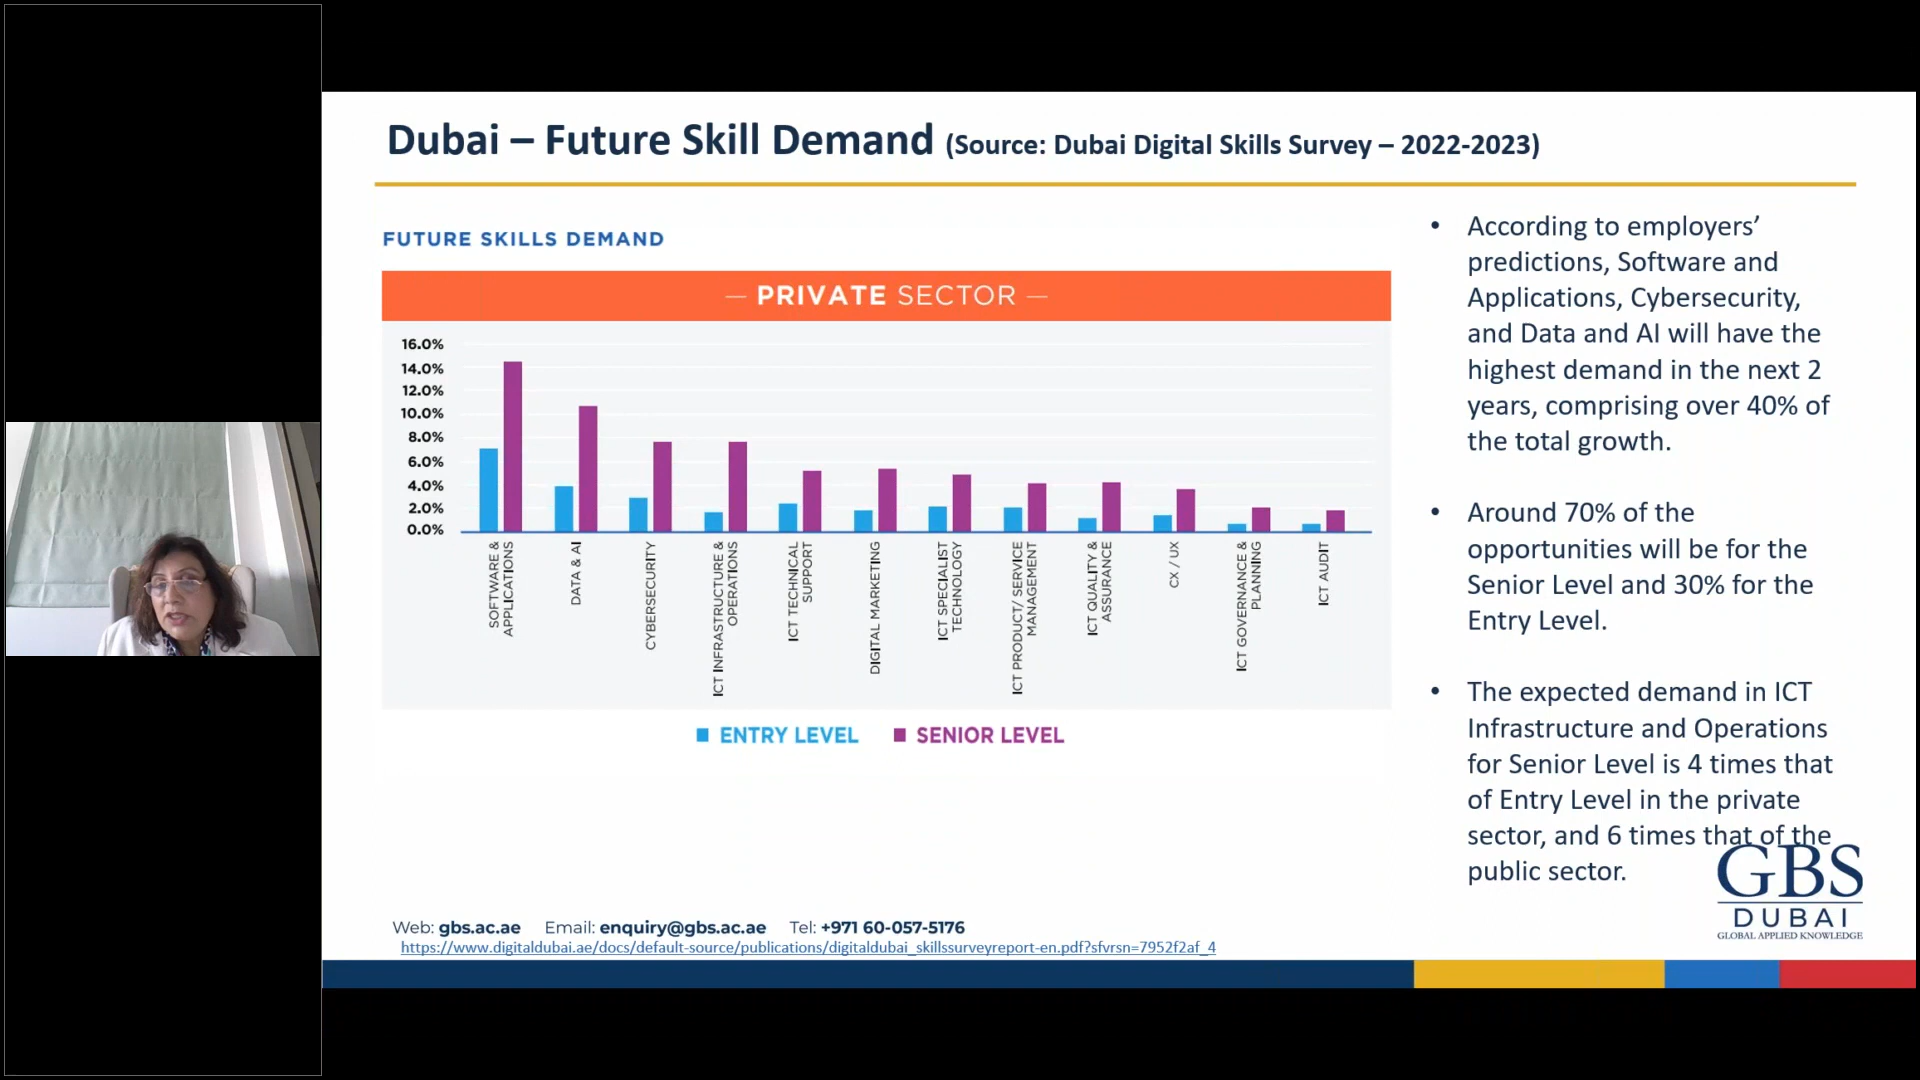 Dubai – Future Skill Demand (Source: Dubai Digital Skills Survey – 2022-2023)
FUTURE SKILLS DEMAND
— PRIVATE SECTOR —
16.0%
14.0%
12.0%
10.0%
8.0%
6.0%
4.0%
2.0%
0.0%
SOFTWARE &
APPLICATIONS
DATA & AI
CYBERSECURITY
ICT INFRASTRUCTURE &
OPERATIONS
ICT TECHNICAL
SUPPORT
DIGITAL MARKETING
ICT SPECIALIST
TECHNOLOGY
ICT PRODUCT/ SERVICE
MANAGEMENT
ICT QUALITY &
ASSURANCE
CX / UX
ICT GOVERNANCE &
PLANNING
ICT AUDIT
ENTRY LEVEL SENIOR LEVEL
• According to employers’
predictions, Software and
Applications, Cybersecurity,
and Data and AI will have the
highest demand in the next 2
years, comprising over 40% of
the total growth.
• Around 70% of the
opportunities will be for the
Senior Level and 30% for the
Entry Level.
• The expected demand in ICT
Infrastructure and Operations
for Senior Level is 4 times that
of Entry Level in the private
sector, and 6 times that of the
public sector.
GBS
DUBAI
GLOBAL APPLIED KNOWLEDGE
Web: gbs.ac.ae Email: enquiry@gbs.ac.ae Tel: +971 60-057-5176
https://www.digitaldubai.ae/docs/default-source/publications/digitaldubai_skillssurveyreport-en.pdf?sfvrsn=7952f2af_4